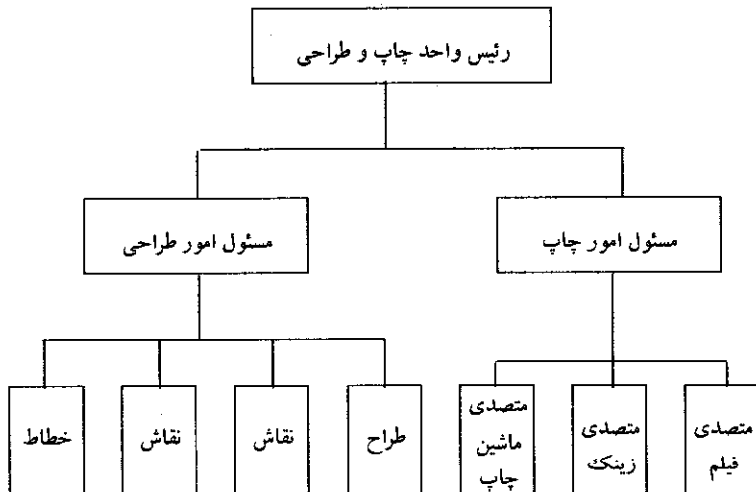 رئیس واحد چاپ و طراحی
مسئول امور چاپ
مسئول امور طراحی
متصدی
فیلم
متصدی
زینک
متصدی
ماشین
چاپ
طراح
نقاش
نقاش
خطاط